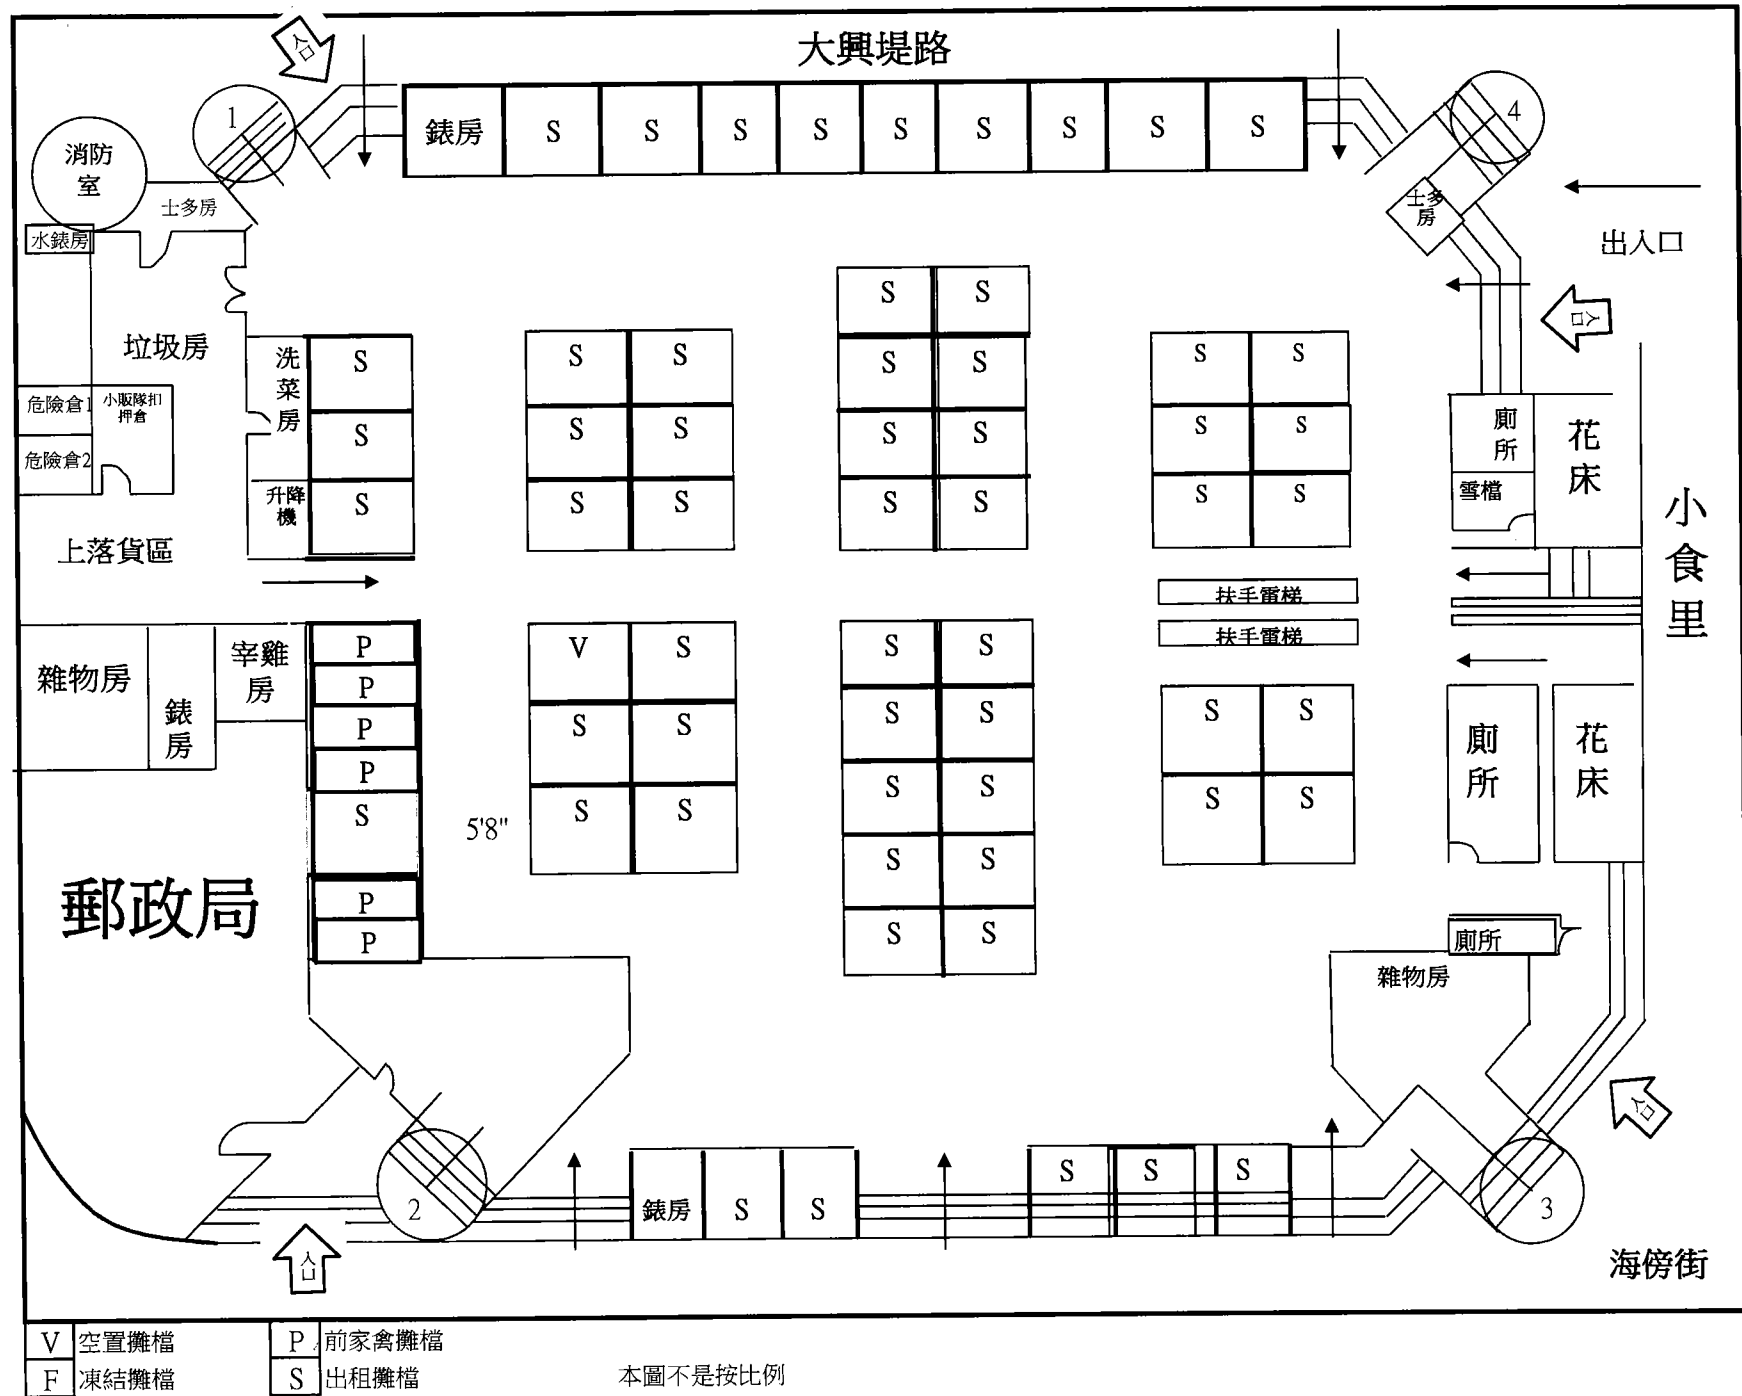 大興堤路
入口
1
4
錶房 S S S S S S S S S
消防
室
士多房
士多
房
水錶房
出入口
S S
入口
垃圾房
洗
菜
房
S
S S
S S
S S
危險倉1
小販隊扣
押倉
S
S S
S S
S S
廁
所
花
床
危險倉2
升降
機
S
S S
S S
S S
雪檔
小
食
里
上落貨區
扶手電梯
扶手電梯
雜物房
錶
房
宰雞
房
P
P
P
P
S
P
P
V S
S S
S S
5'8"
S S
S S
S S
S S
S S
S S
S S
廁
所
花
床
郵政局
廁所
雜物房
入口
2
錶房 S S
S S S
3
入口
海傍街
V 空置攤檔
P 前家禽攤檔
F 凍結攤檔
S 出租攤檔
本圖不是按比例